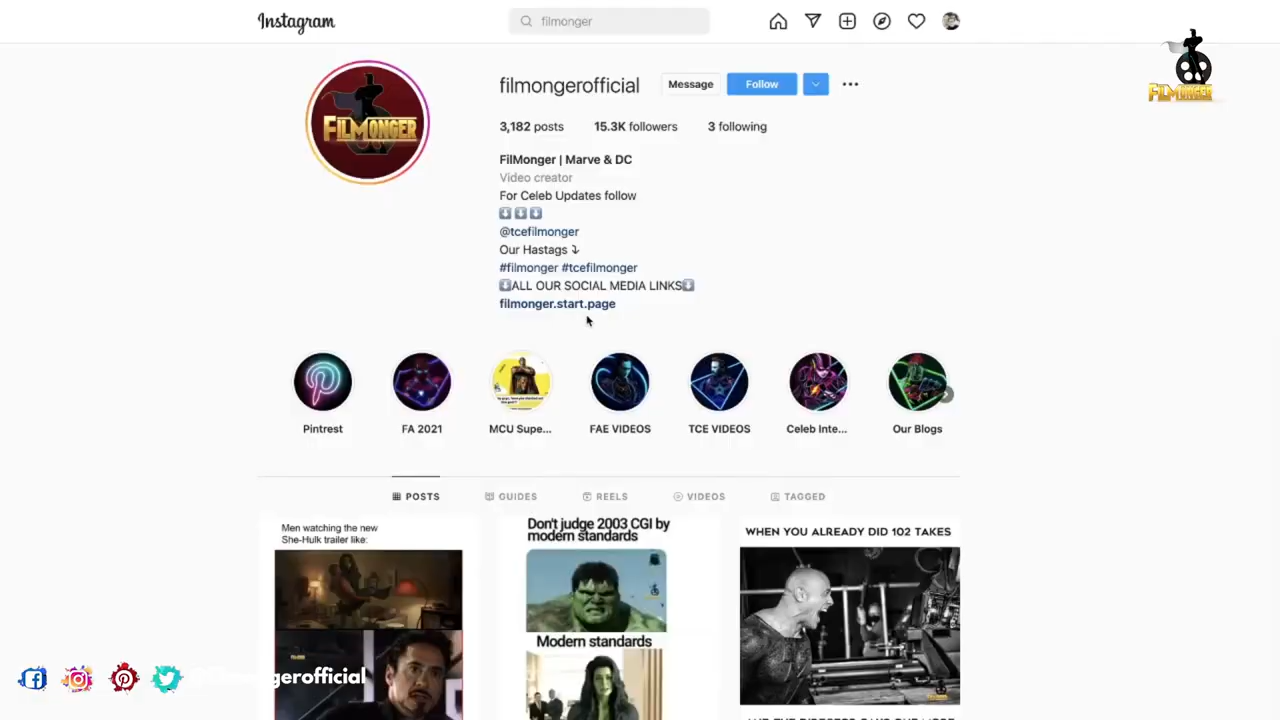 Instagram
filmonger
FILMONGER
FILMONGER
filmongerofficial
Message
Follow
3,182 posts
15.3K followers
3 following
FilMonger | Marve & DC
Video creator
For Celeb Updates follow
⬇️⬇️⬇️
@tcefilmonger
Our Hastags ⤵
#filmonger #tcefilmonger
⬇️ALL OUR SOCIAL MEDIA LINKS⬇️
filmonger.start.page
Pintrest
FA 2021
MCU Supe...
FAE VIDEOS
TCE VIDEOS
Celeb Inte...
Our Blogs
POSTS
GUIDES
REELS
VIDEOS
TAGGED
Men watching the new
She-Hulk trailer like:
Don't judge 2003 CGI by
modern standards
Modern standards
WHEN YOU ALREADY DID 102 TAKES
ngerofficial